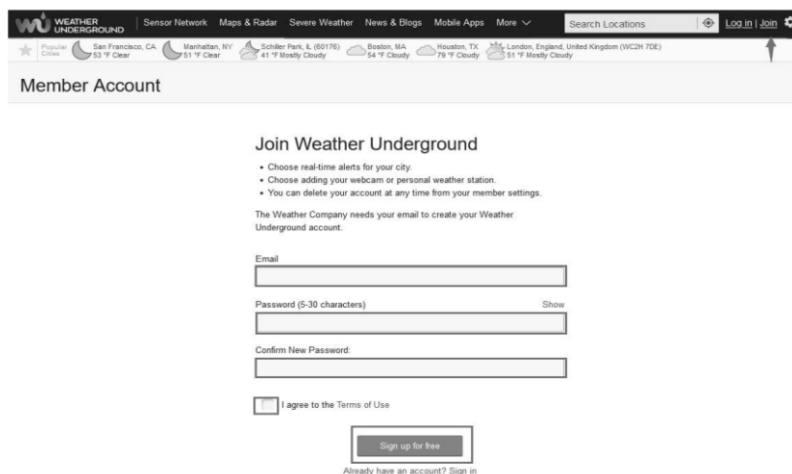 WEATHER UNDERGROUND Sensor Network Maps & Radar Severe Weather News & Blogs Mobile Apps More Search Locations Log in | Join
Popular Cities San Francisco, CA 53 °F Clear Manhattan, NY 51 °F Clear Schiller Park, IL (60176) 41 °F Mostly Cloudy Boston, MA 54 °F Cloudy Houston, TX 79 °F Cloudy London, England, United Kingdom (WC2H 7DE) 51 °F Mostly Cloudy
Member Account
Join Weather Underground
• Choose real-time alerts for your city.
• Choose adding your webcam or personal weather station.
• You can delete your account at any time from your member settings.
The Weather Company needs your email to create your Weather
Underground account.
Email
Password (5-30 characters) Show
Confirm New Password:
I agree to the Terms of Use
Sign up for free
Already have an account? Sign in